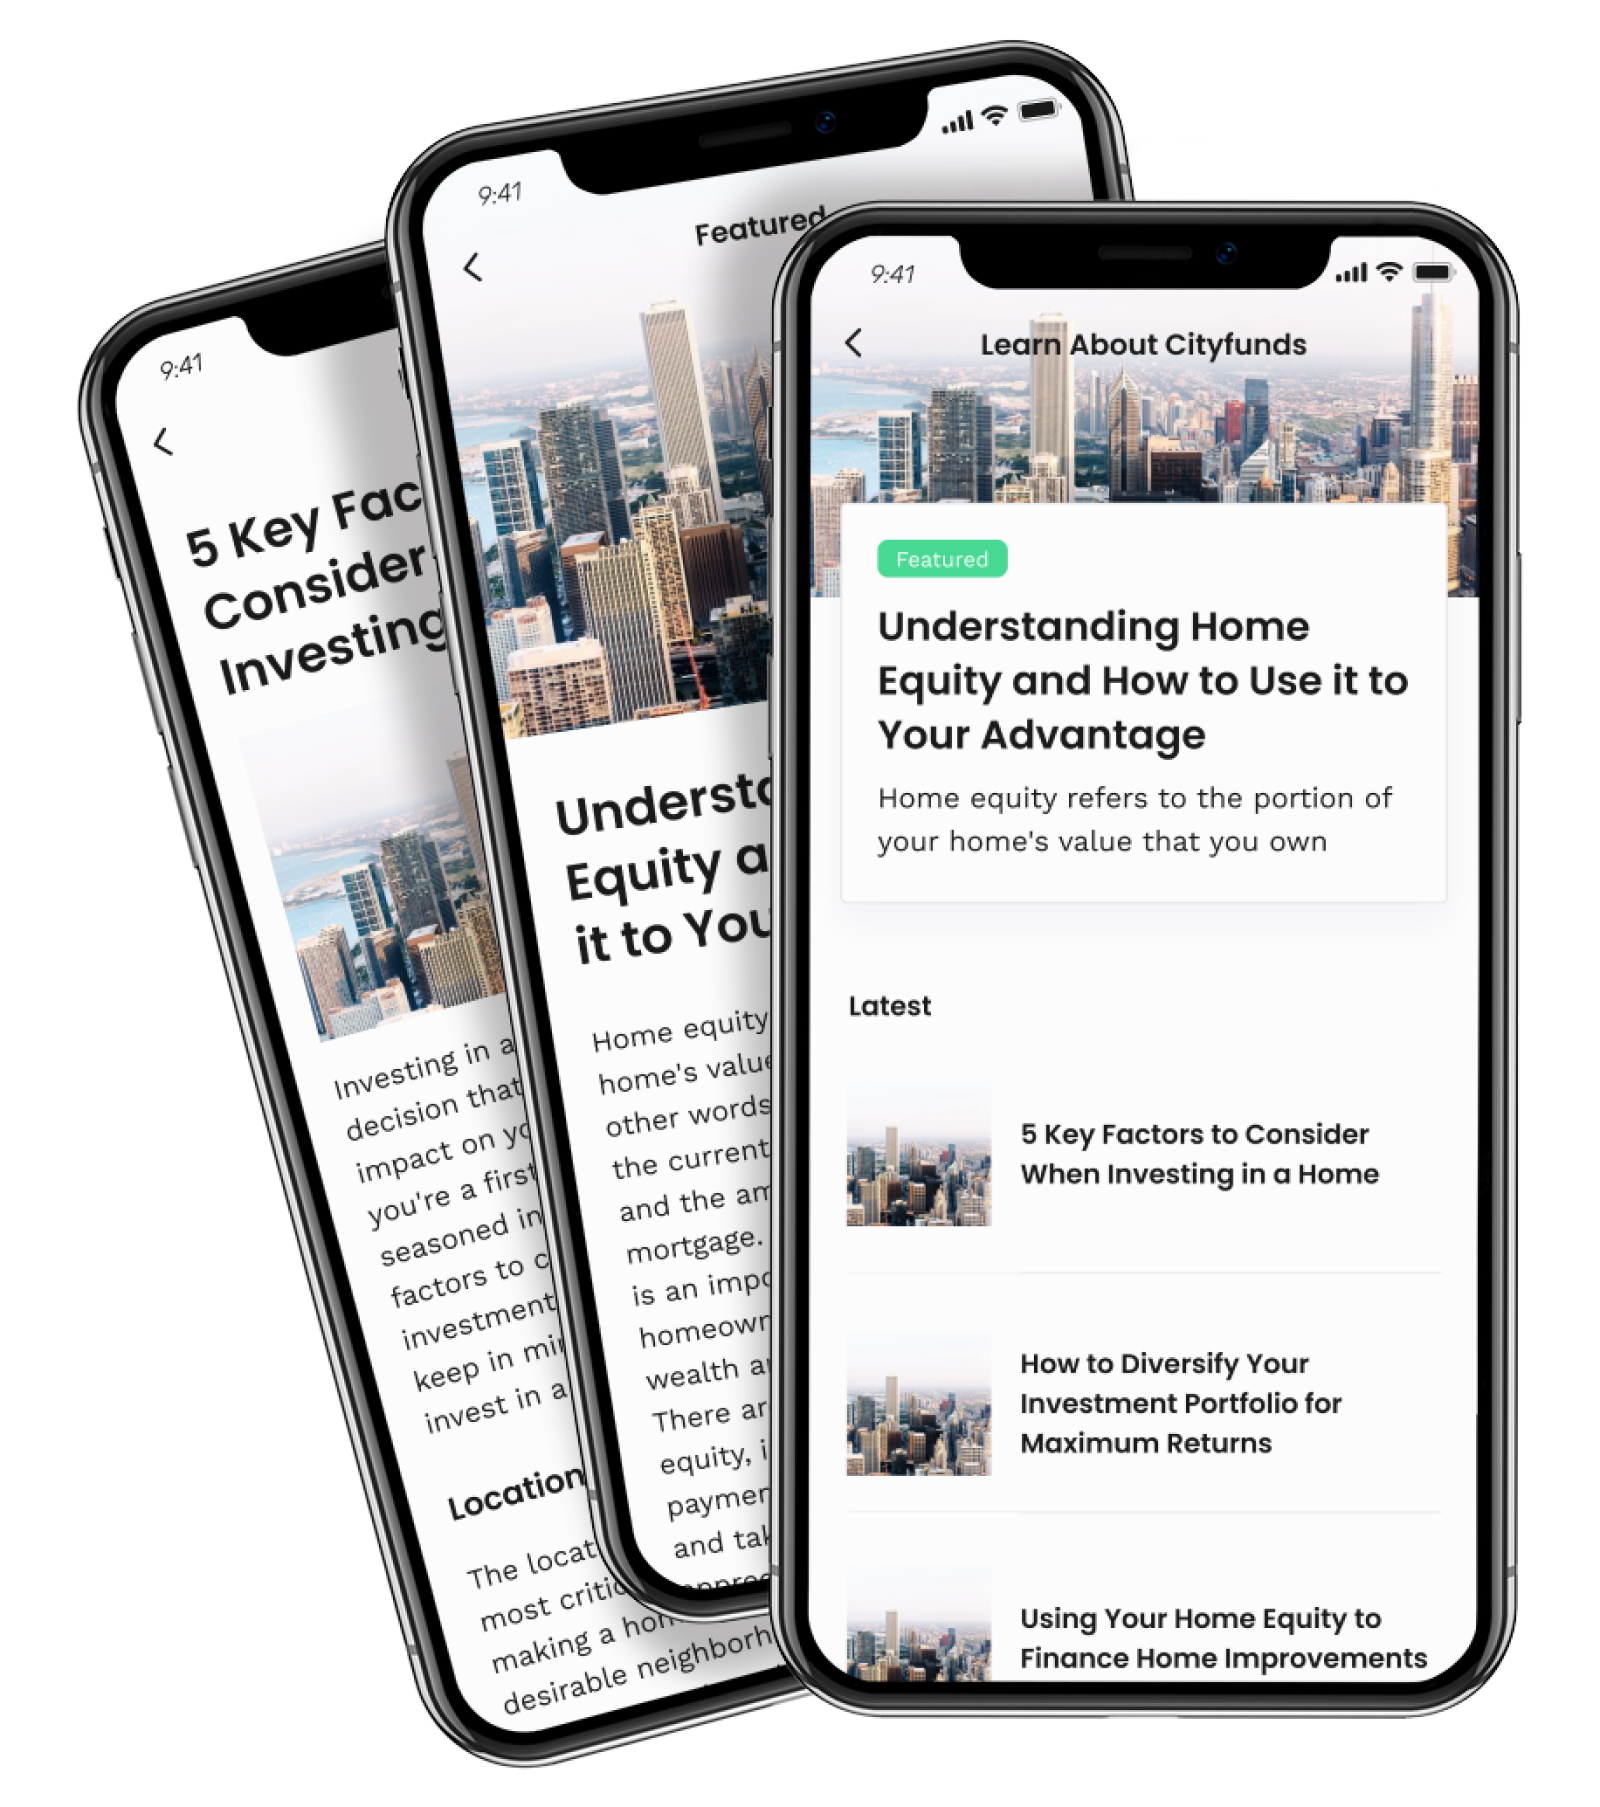 9:41
5 Key Fac
Consider
Investing
Investing in a
decision that
impact on yo
you're a first
seasoned in
factors to c
investment
keep in min
invest in a
Location
The locat
most critic
making a hom
desirable neighborh
9:41
Featured
Understa
Equity a
it to You
Home equity
home's value
other words
the current
and the am
mortgage.
is an impo
homeown
wealth a
There ar
equity, i
paymen
and tak
apprec
9:41
Learn About Cityfunds
Featured
Understanding Home
Equity and How to Use it to
Your Advantage
Home equity refers to the portion of
your home's value that you own
Latest
5 Key Factors to Consider
When Investing in a Home
How to Diversify Your
Investment Portfolio for
Maximum Returns
Using Your Home Equity to
Finance Home Improvements